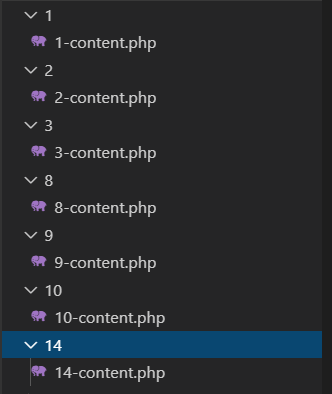 1
1-content.php
2
2-content.php
3
3-content.php
8
8-content.php
9
9-content.php
10
10-content.php
14
14-content.php